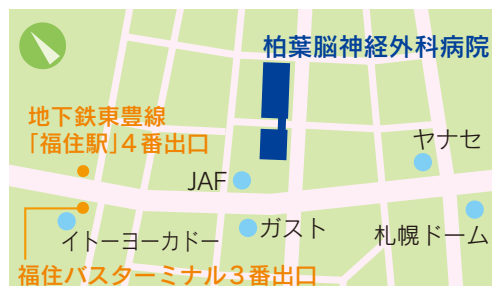 柏葉脳神経外科病院
地下鉄東豊線
「福住駅」4番出口
ヤナセ
JAF
イトーヨーカドー
ガスト
札幌ドーム
福住バスターミナル3番出口